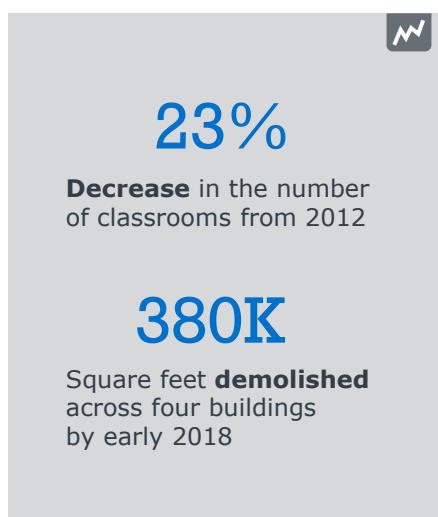 23%
Decrease in the number
of classrooms from 2012
380K
Square feet demolished
across four buildings
by early 2018